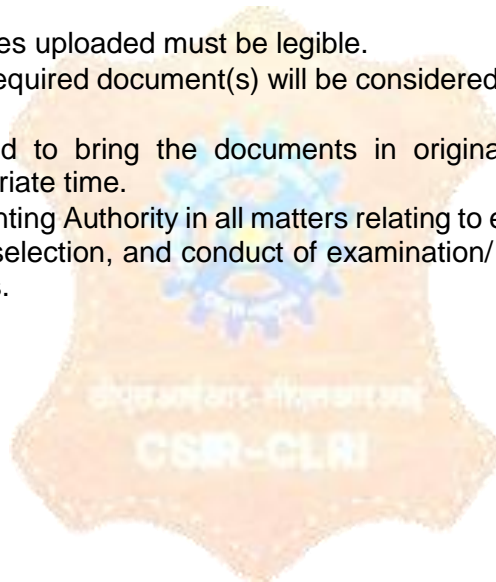 es uploaded must be legible.
equired document(s) will be considered
d to bring the documents in origina
riate time.
nting Authority in all matters relating to e
selection, and conduct of examination/
s.
CSIR-CLRI